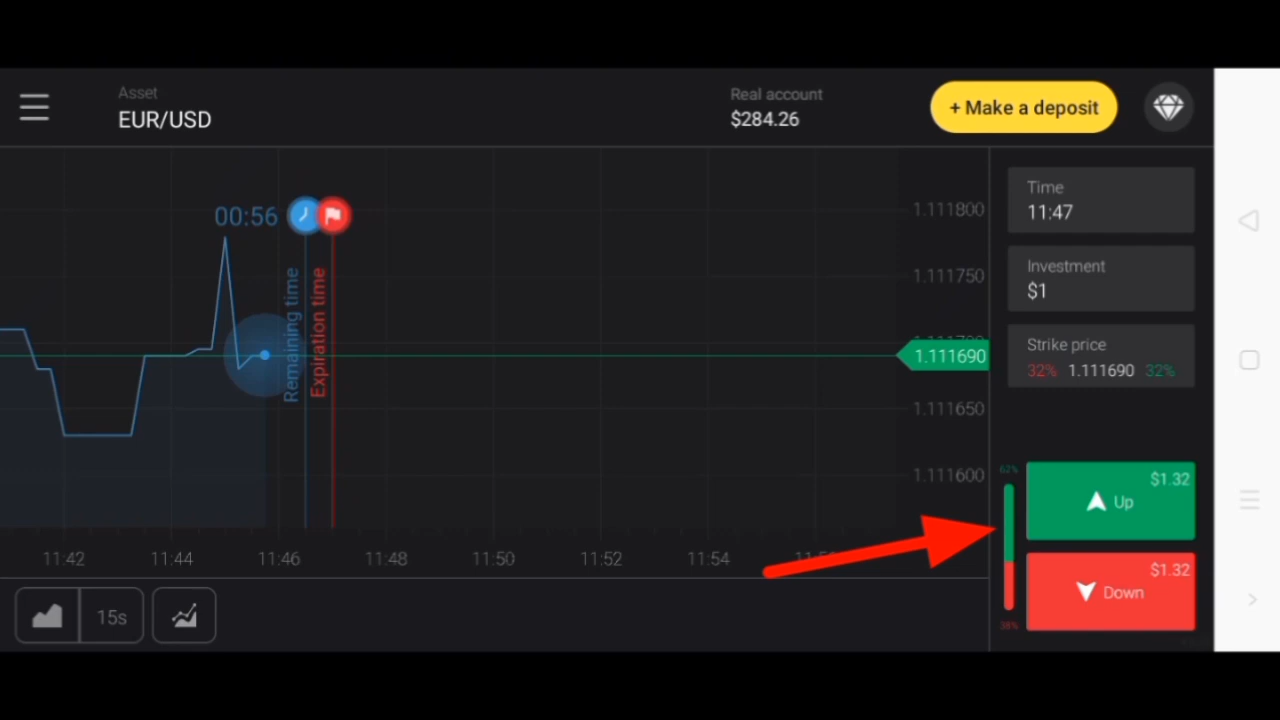 Asset
EUR/USD
Real account
$284.26
+ Make a deposit
Time
11:47
Investment
$1
Strike price
32% 1.111690 32%
00:56
Remaining time
Expiration time
1.111800
1.111750
1.111690
1.111650
1.111600
62%
$1.32
Up
$1.32
Down
38%
11:42
11:44
11:46
11:48
11:50
11:52
11:54
15s